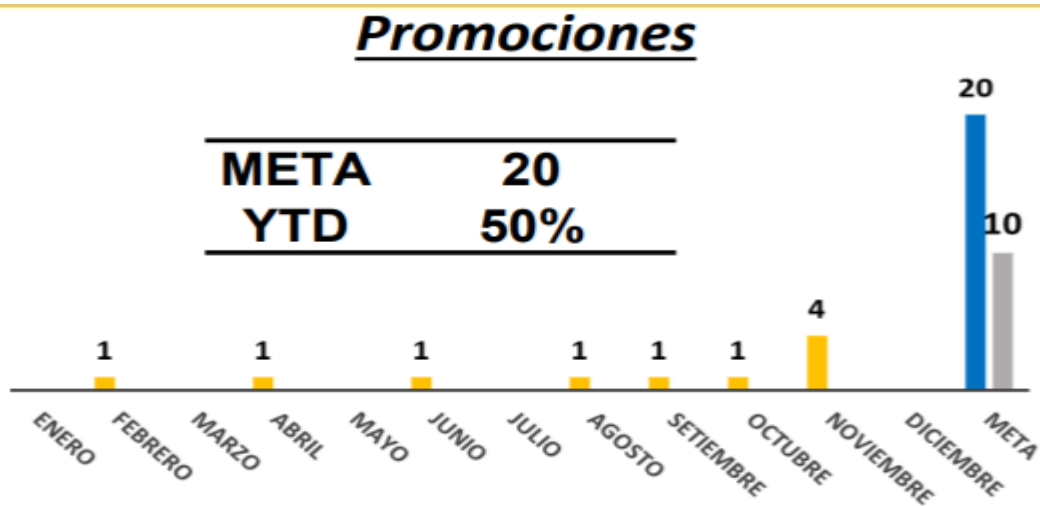 Promociones
META 20
YTD 50%
20
10
4
1 1 1 1 1 1
ENERO FEBRERO MARZO ABRIL MAYO JUNIO JULIO AGOSTO SETIEMBRE OCTUBRE NOVIEMBRE DICIEMBRE META